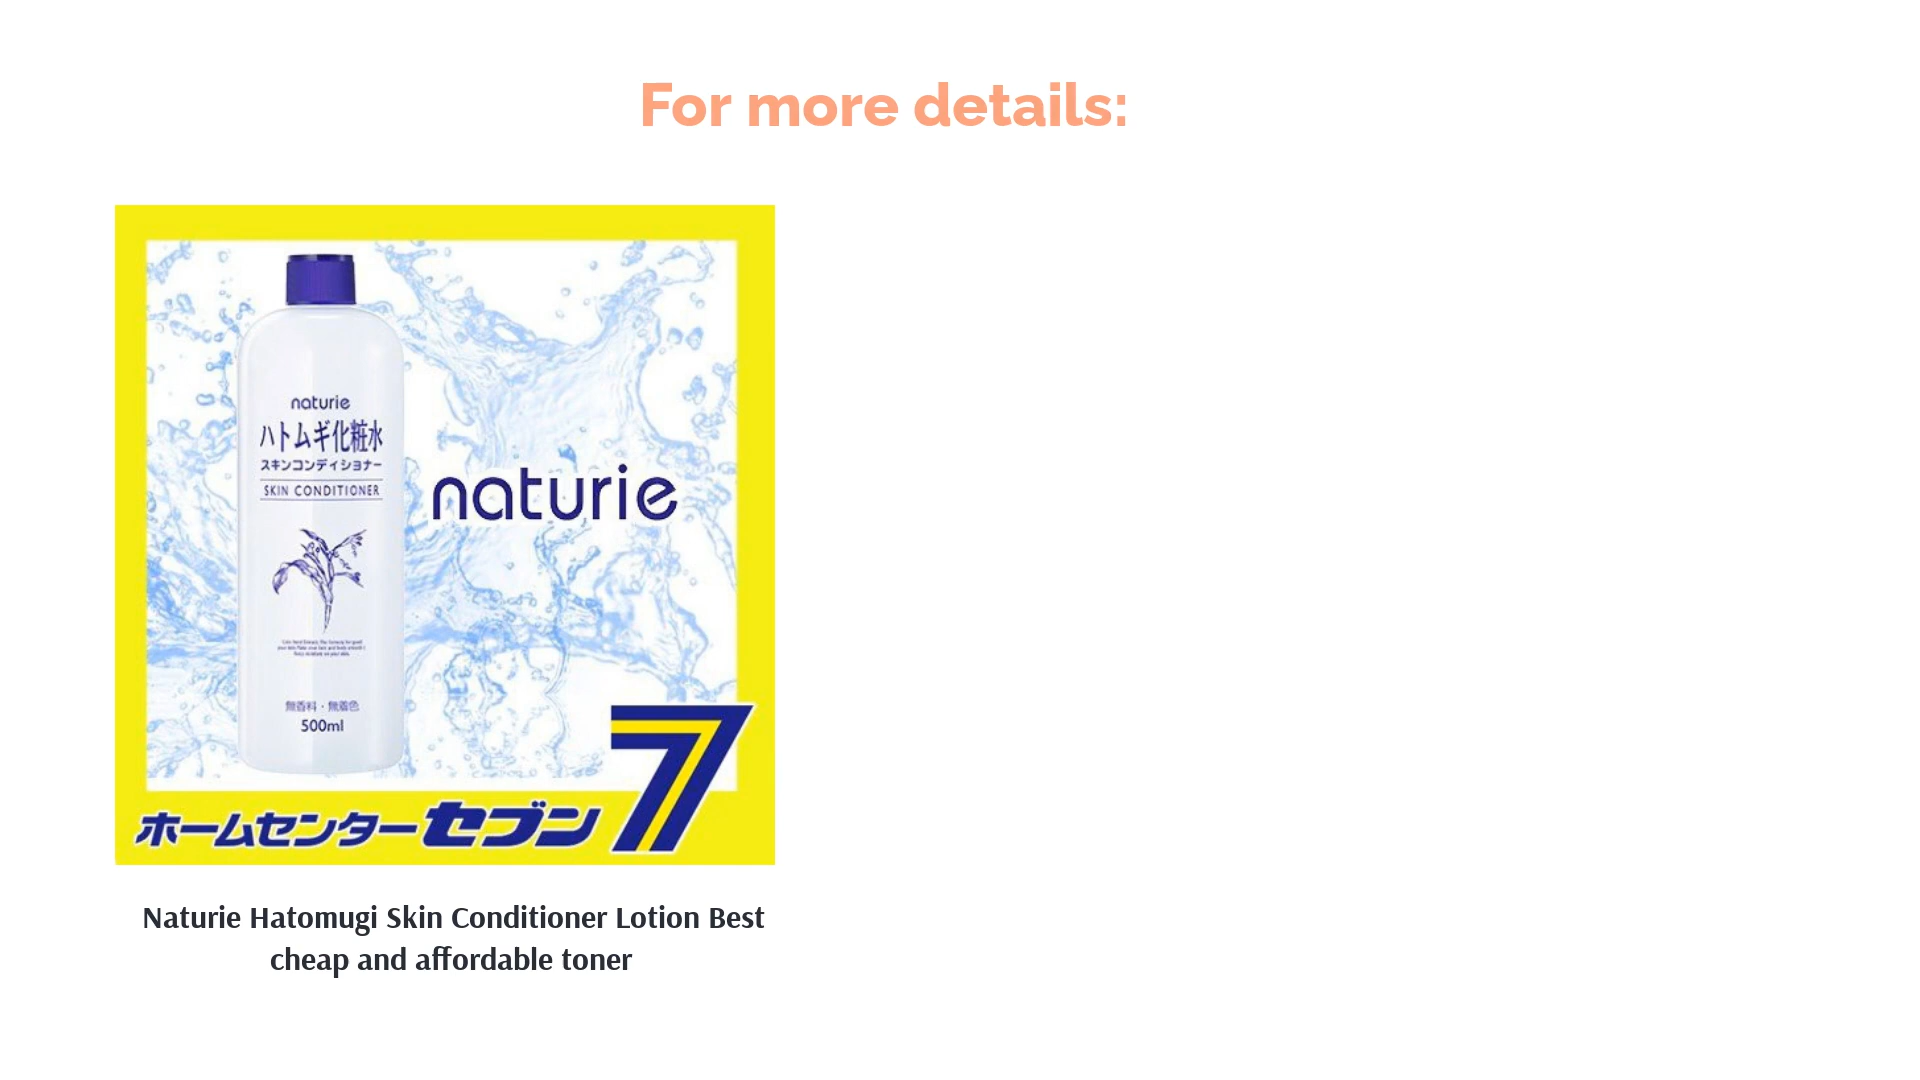 For more details:
naturie
ハトムギ化粧水
スキンコンディショナー
SKIN CONDITIONER
無香料・無着色
500ml
naturie
ホームセンターセブン7
Naturie Hatomugi Skin Conditioner Lotion Best
cheap and affordable toner